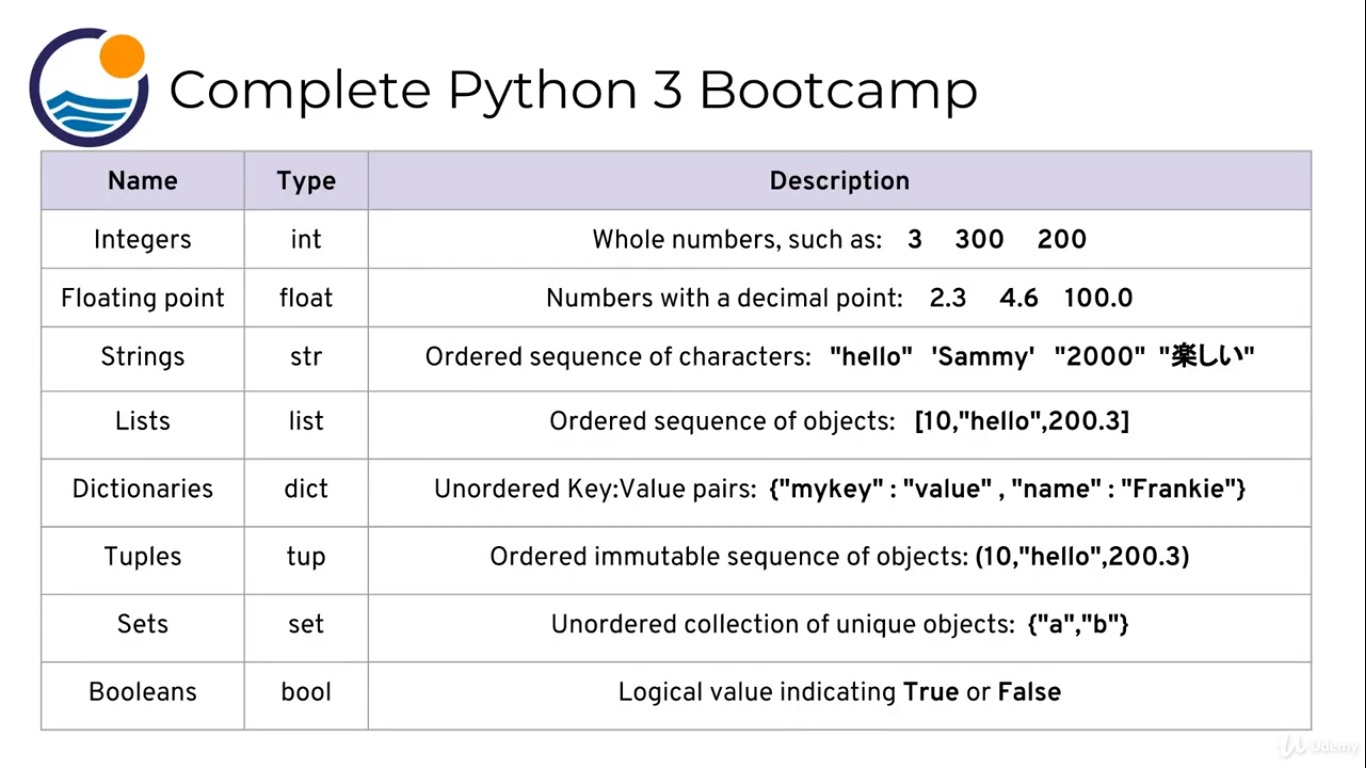 Complete Python 3 Bootcamp
Name Type Description
Integers int Whole numbers, such as: 3 300 200
Floating point float Numbers with a decimal point: 2.3 4.6 100.0
Strings str Ordered sequence of characters: "hello" 'Sammy' "2000" "楽しい"
Lists list Ordered sequence of objects: [10,"hello",200.3]
Dictionaries dict Unordered Key:Value pairs: {"mykey" : "value" , "name" : "Frankie"}
Tuples tup Ordered immutable sequence of objects: (10,"hello",200.3)
Sets set Unordered collection of unique objects: {"a","b"}
Booleans bool Logical value indicating True or False
Udemy